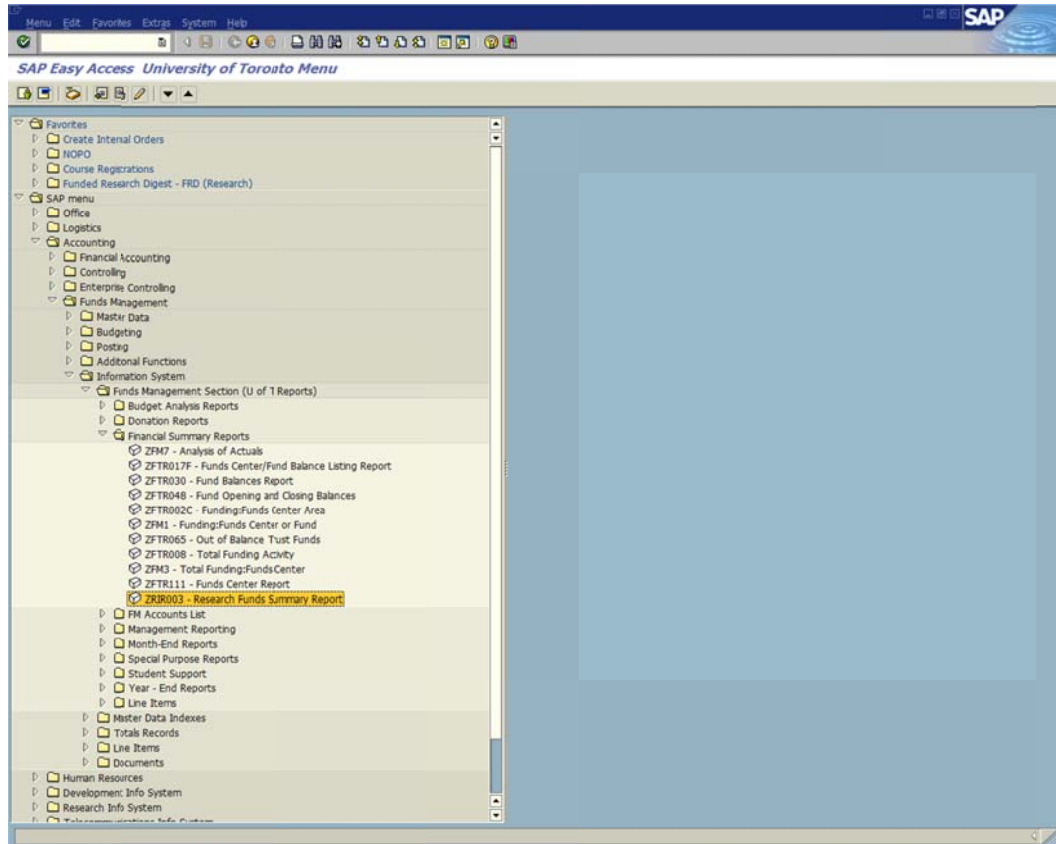 Menu Edit Favorites Extras System Help
SAP
SAP Easy Access University of Toronto Menu
Favorites
Create Internal Orders
NOPO
Course Registrations
Funded Research Digest - FRD (Research)
SAP menu
Office
Logistics
Accounting
Financial Accounting
Controlling
Enterprise Controlling
Funds Management
Master Data
Budgeting
Posting
Additonal Functions
Information System
Funds Management Section (U of T Reports)
Budget Analysis Reports
Donation Reports
Financial Summary Reports
ZFM7 - Analysis of Actuals
ZFTR017F - Funds Center/Fund Balance Listing Report
ZFTR030 - Fund Balances Report
ZFTR048 - Fund Opening and Closing Balances
ZFTR002C - Funding:Funds Center Area
ZFM1 - Funding:Funds Center or Fund
ZFTR065 - Out of Balance Trust Funds
ZFTR008 - Total Funding Activity
ZFM3 - Total Funding:Funds Center
ZFTR111 - Funds Center Report
ZRIR003 - Research Funds Summary Report
FM Accounts List
Management Reporting
Month-End Reports
Special Purpose Reports
Student Support
Year - End Reports
Line Items
Master Data Indexes
Totals Records
Line Items
Documents
Human Resources
Development Info System
Research Info System
Telecommunications Info System